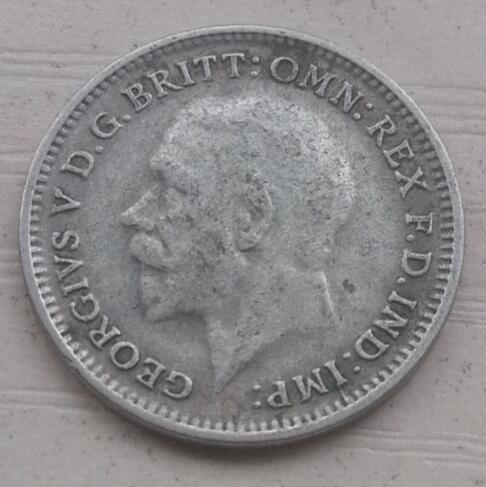 GEORGIVS V D.G. BRITT: OMN: REX F.D. IND: IMP: